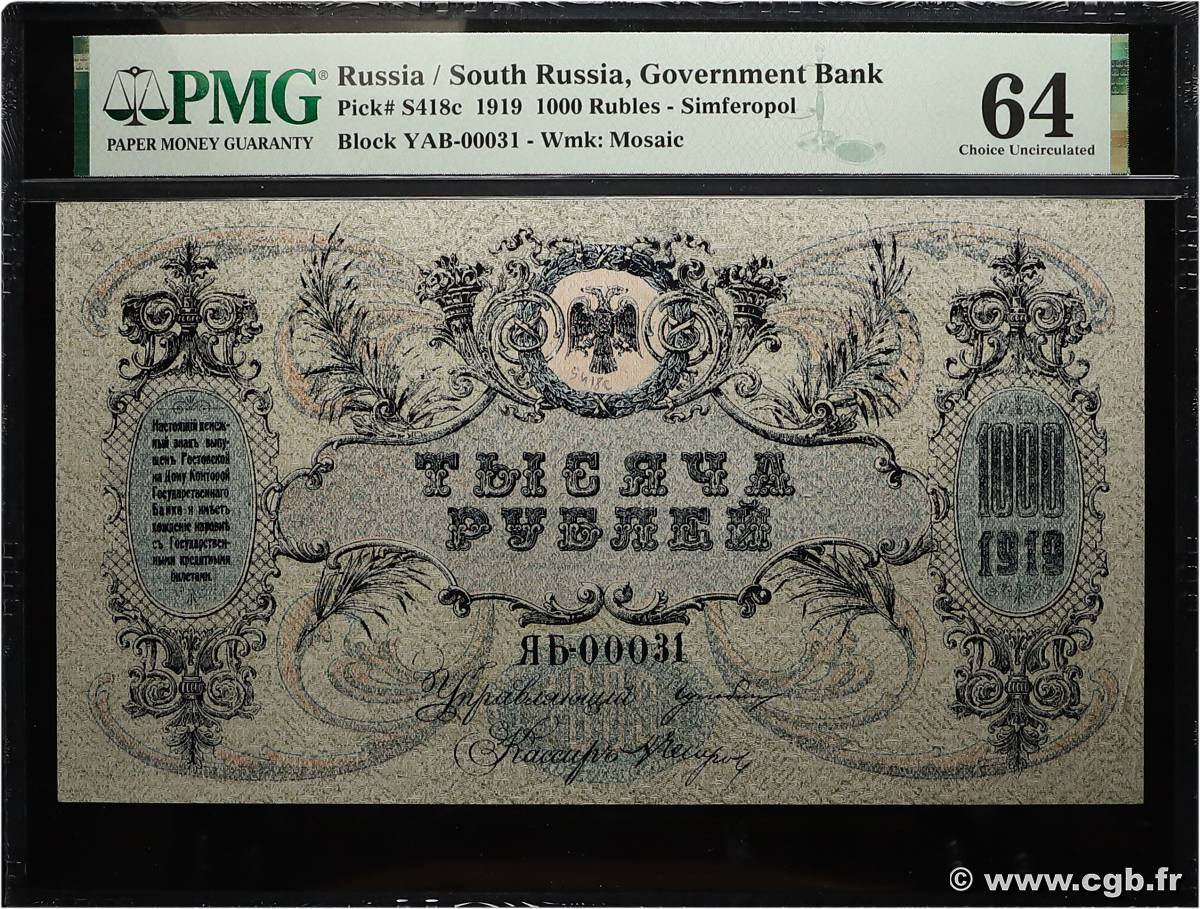 PMG®
PAPER MONEY GUARANTY
Russia / South Russia, Government Bank
Pick# S418c 1919 1000 Rubles - Simferopol
Block YAB-00031 - Wmk: Mosaic
64
Choice Uncirculated
S418c
Настоящій денеж-
ный знакъ выпу-
щенъ Ростовской
на Дону Конторой
Государственнаго
Банка и имѣетъ
хожденіе наравнѣ
съ Государствен-
ными кредитными
билетами.
ТЫСЯЧА
РУБЛЕЙ
1000
1919
ЯБ-00031
Управляющій
Кассиръ
© www.cgb.fr